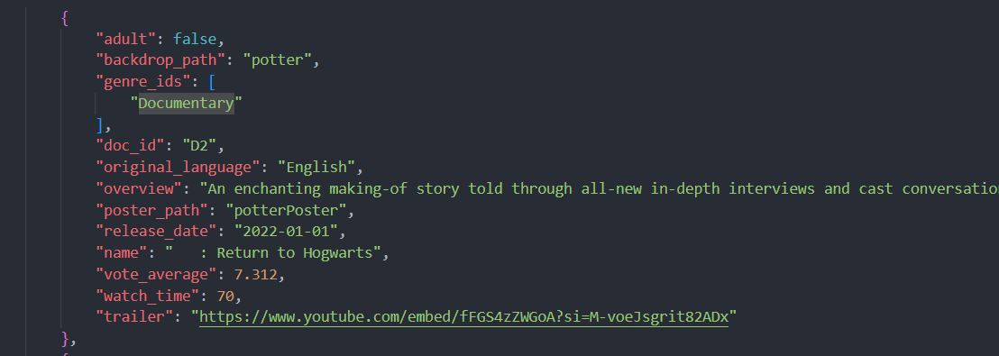 {
"adult": false,
"backdrop_path": "potter",
"genre_ids": [
"Documentary"
],
"doc_id": "D2",
"original_language": "English",
"overview": "An enchanting making-of story told through all-new in-depth interviews and cast conversatio
"poster_path": "potterPoster",
"release_date": "2022-01-01",
"name": "   : Return to Hogwarts",
"vote_average": 7.312,
"watch_time": 70,
"trailer": "https://www.youtube.com/embed/fFGS4zZWGoA?si=M-voeJsgrit82ADx"
},